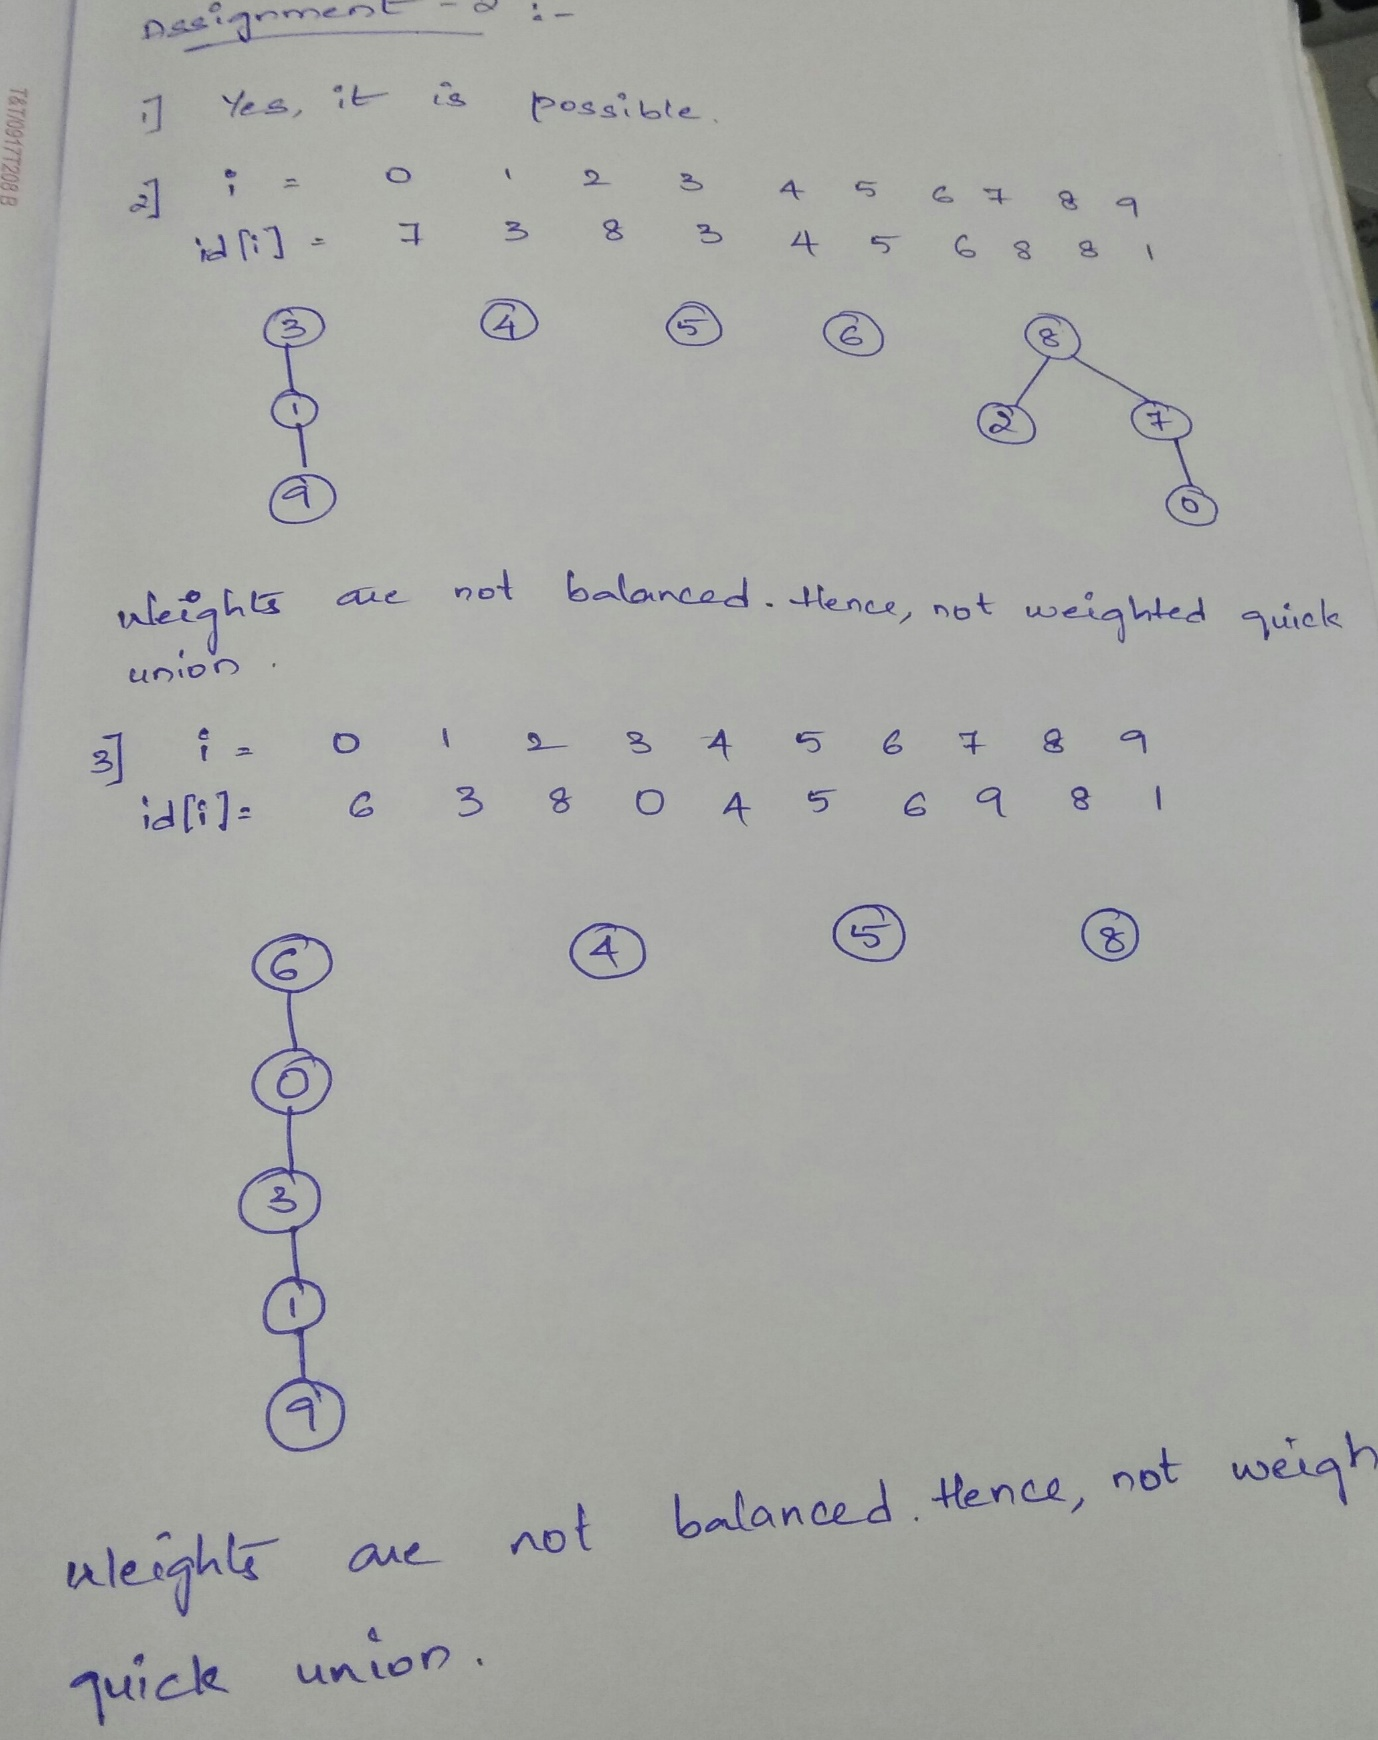 Assignment - 2 :-
1] Yes, it is possible.
2] i = 0 1 2 3 4 5 6 7 8 9
id[i] = 7 3 8 3 4 5 6 8 8 1
3 4 5 6 8
1 2 7
9 0
Weights are not balanced. Hence, not weighted quick
union.
3] i = 0 1 2 3 4 5 6 7 8 9
id[i] = 6 3 8 0 4 5 6 9 8 1
6 4 5 8
0
3
1
9
Weights are not balanced. Hence, not weigh
quick union.
T&T/0917T208 B